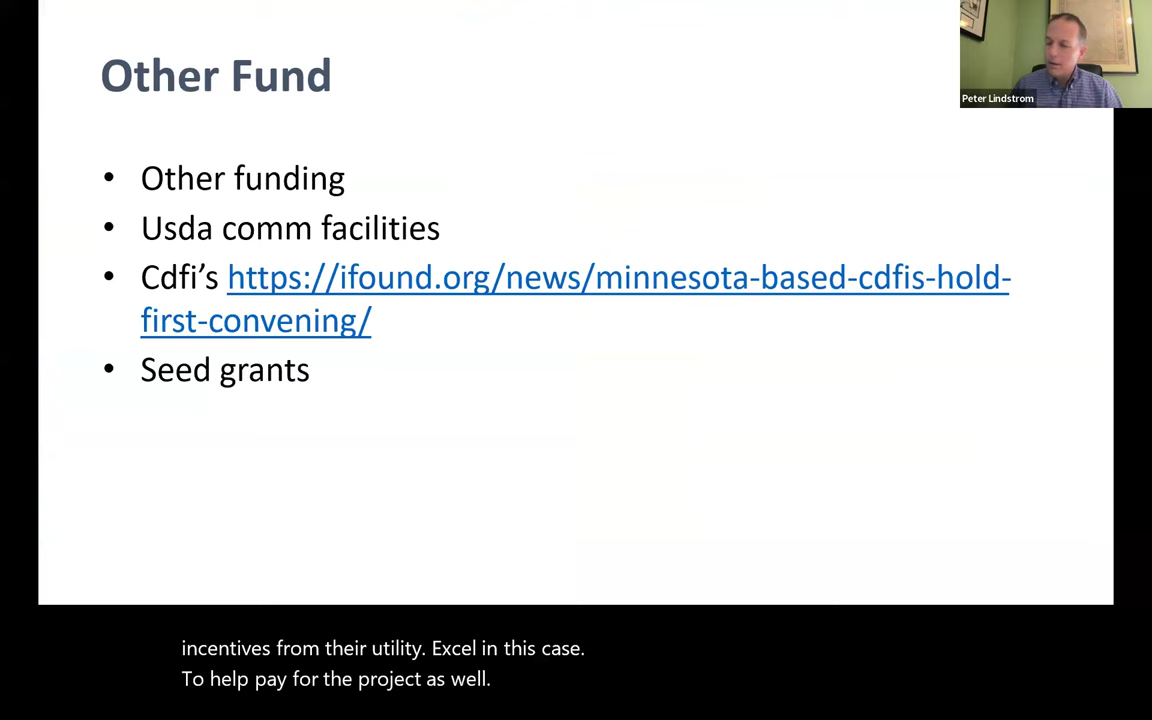 Other Fund
Peter Lindstrom
• Other funding
• Usda comm facilities
• Cdfi’s https://ifound.org/news/minnesota-based-cdfis-hold-
first-convening/
• Seed grants
incentives from their utility. Excel in this case.
To help pay for the project as well.